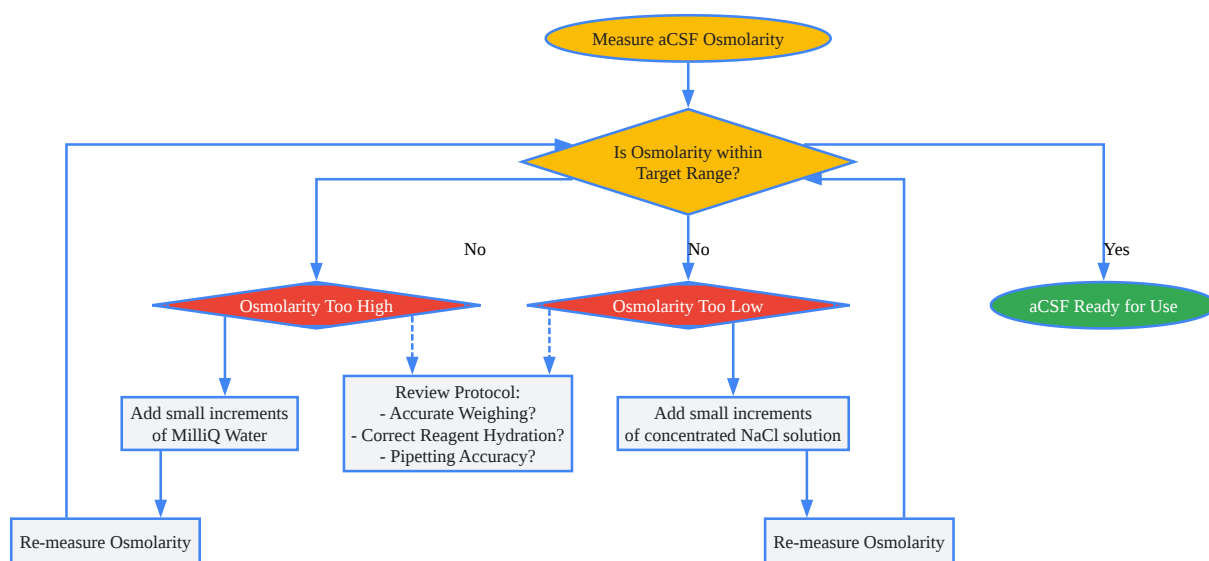 Measure aCSF Osmolarity
Is Osmolarity within
Target Range?
No
No
Yes
Osmolarity Too High
Osmolarity Too Low
aCSF Ready for Use
Add small increments
of MilliQ Water
Review Protocol:
- Accurate Weighing?
- Correct Reagent Hydration?
- Pipetting Accuracy?
Add small increments
of concentrated NaCl solution
Re-measure Osmolarity
Re-measure Osmolarity